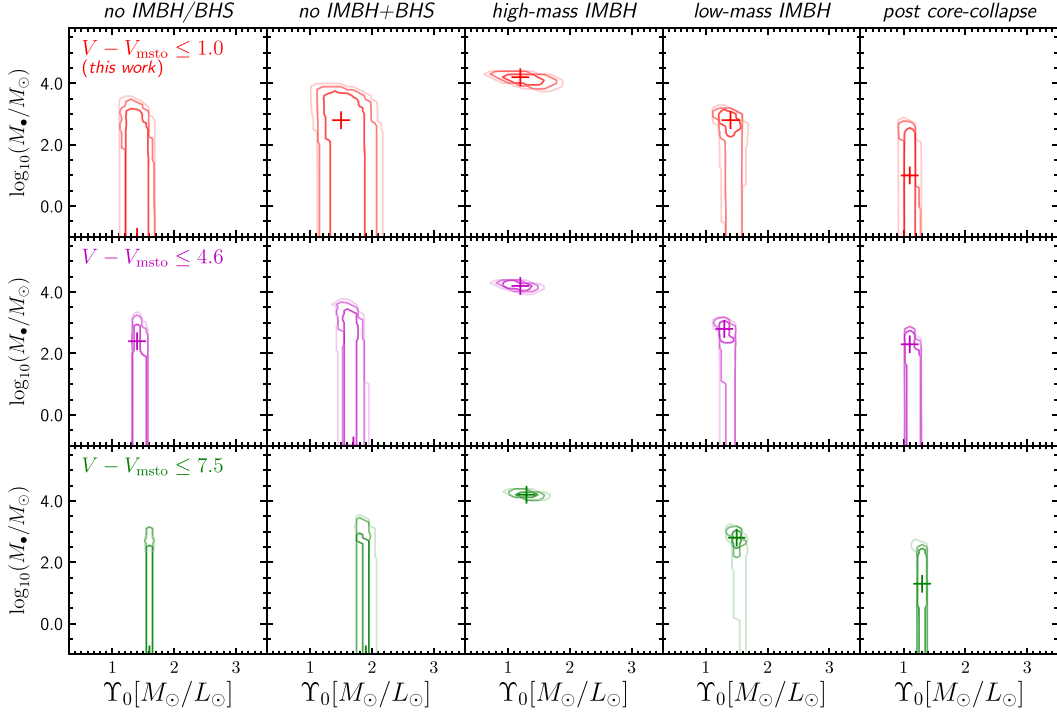 no IMBH/BHS no IMBH+BHS high-mass IMBH low-mass IMBH post core-collapse
V − V_msto ≤ 1.0
(this work)
log₁₀(M•/M⊙)
4.0
2.0
0.0
V − V_msto ≤ 4.6
log₁₀(M•/M⊙)
4.0
2.0
0.0
V − V_msto ≤ 7.5
log₁₀(M•/M⊙)
4.0
2.0
0.0
1 2 3 1 2 3 1 2 3 1 2 3 1 2 3
ϒ₀[M⊙/L⊙] ϒ₀[M⊙/L⊙] ϒ₀[M⊙/L⊙] ϒ₀[M⊙/L⊙] ϒ₀[M⊙/L⊙]